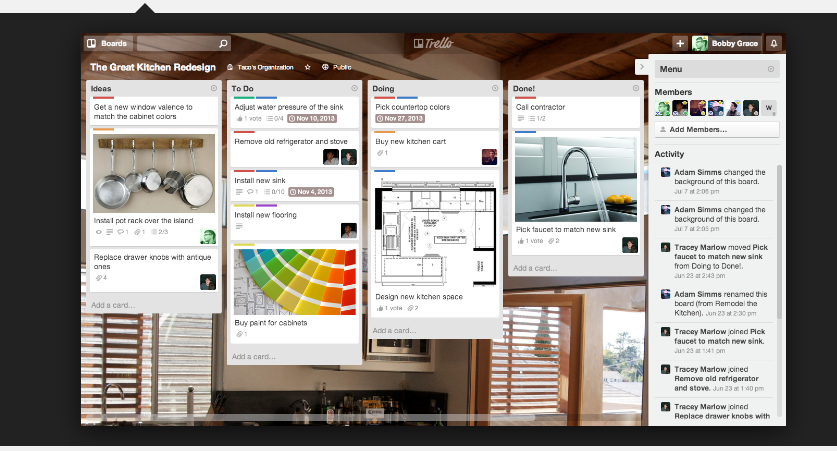 Boards
Trello
Bobby Grace
The Great Kitchen Redesign
Taco's Organization
Public
Ideas
Get a new window valence to
match the cabinet colors
Install pot rack over the island
1
1
2/3
Replace drawer knobs with antique
ones
4
Add a card…
To Do
Adjust water pressure of the sink
1 vote
0/4
Nov 10, 2013
Remove old refrigerator and stove
Install new sink
1
0/10
Nov 4, 2013
Install new flooring
Buy paint for cabinets
1
Add a card…
Doing
Pick countertop colors
Nov 27, 2013
Buy new kitchen cart
1
Design new kitchen space
1 vote
2
Add a card…
Done!
Call contractor
1/2
Pick faucet to match new sink
1 vote
2
Add a card…
Menu
Members
W
Add Members…
Activity
Adam Simms changed the
background of this board.
Jul 7 at 2:06 pm
Adam Simms changed the
background of this board.
Jul 7 at 2:05 pm
Tracey Marlow moved Pick
faucet to match new sink
from Doing to Done!.
Jun 23 at 2:43 pm
Adam Simms renamed this
board (from Remodel the
Kitchen). Jun 23 at 2:30 pm
Tracey Marlow joined Pick
faucet to match new sink.
Jun 23 at 1:41 pm
Tracey Marlow joined
Remove old refrigerator
and stove. Jun 23 at 1:40 pm
Tracey Marlow joined
Replace drawer knobs with